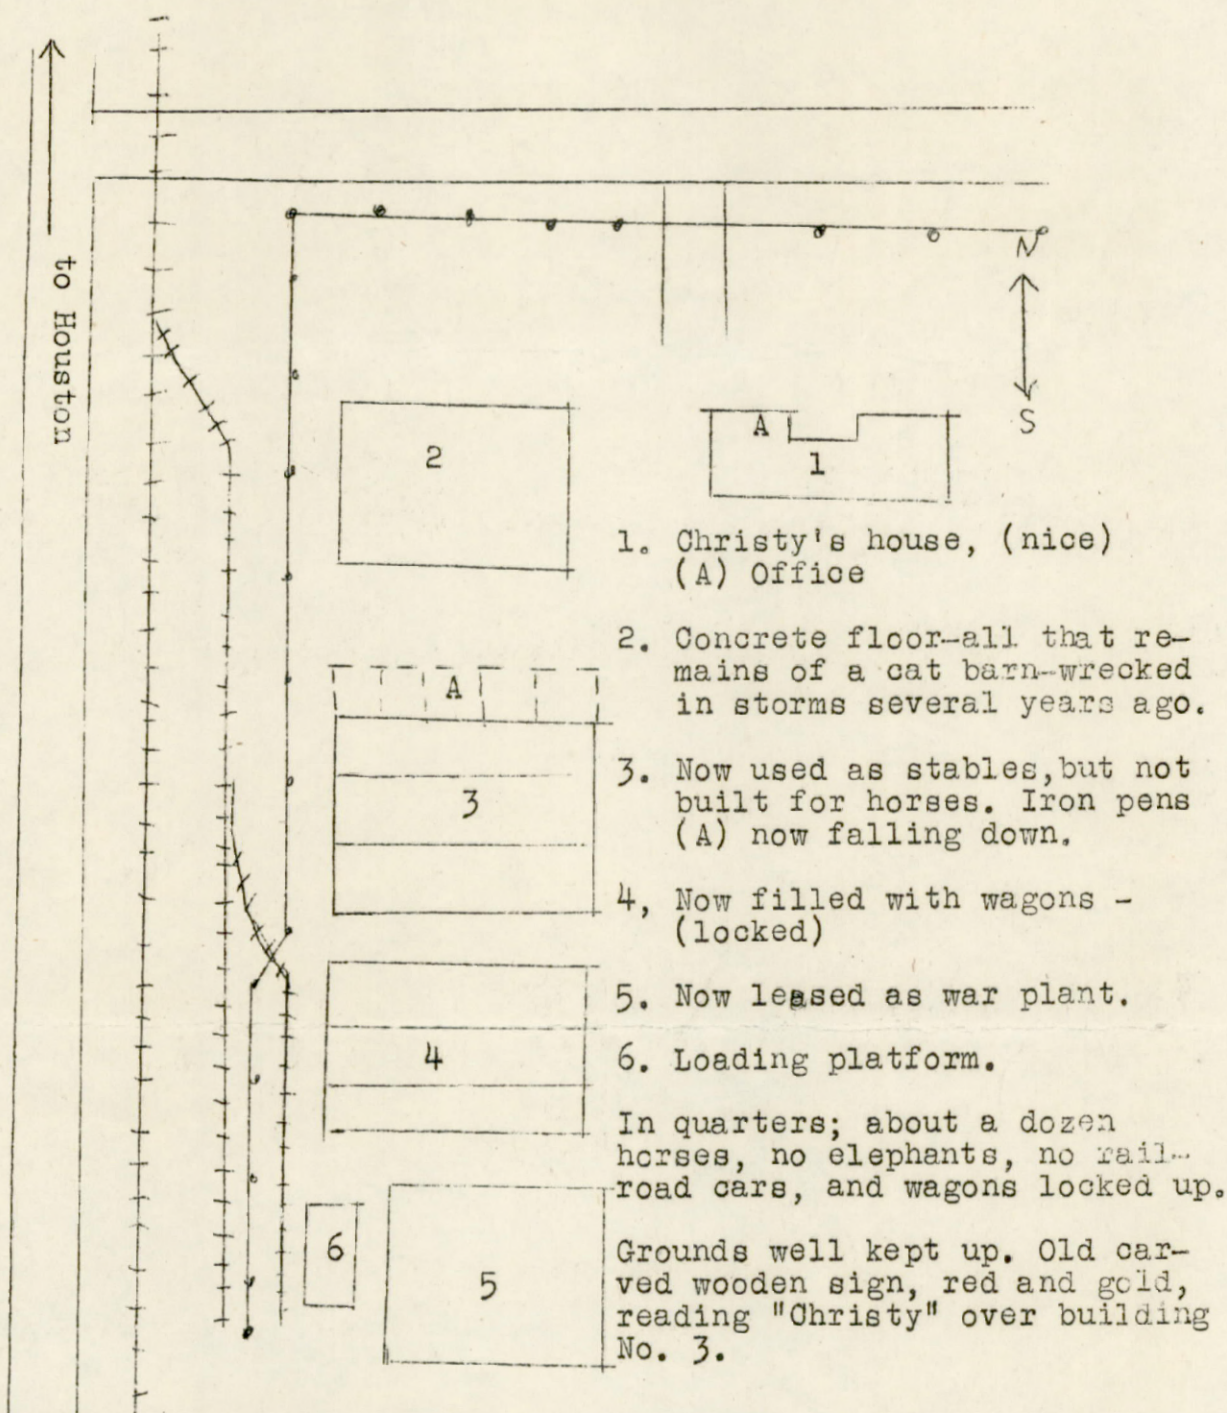 to Houston
N
S
2
A
1
1. Christy's house, (nice)
(A) Office
2. Concrete floor-all that re-
mains of a cat barn-wrecked
in storms several years ago.
A
3
3. Now used as stables,but not
built for horses. Iron pens
(A) now falling down.
4, Now filled with wagons -
(locked)
5. Now leased as war plant.
4
6. Loading platform.
In quarters; about a dozen
horses, no elephants, no rail-
road cars, and wagons locked up.
6
5
Grounds well kept up. Old car-
ved wooden sign, red and gold,
reading "Christy" over building
No. 3.